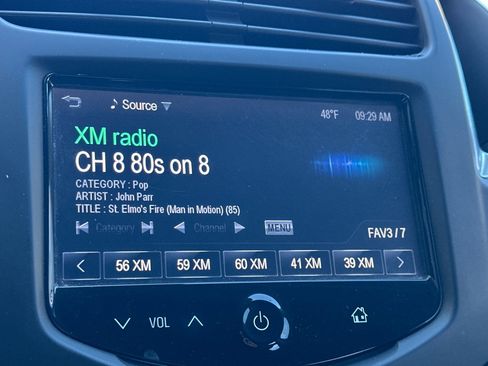 Source 48°F 09:29 AM
XM radio
CH 8 80s on 8
CATEGORY : Pop
ARTIST : John Parr
TITLE : St. Elmo's Fire (Man in Motion) (85)
Category Channel MENU FAV3 / 7
56 XM 59 XM 60 XM 41 XM 39 XM
VOL